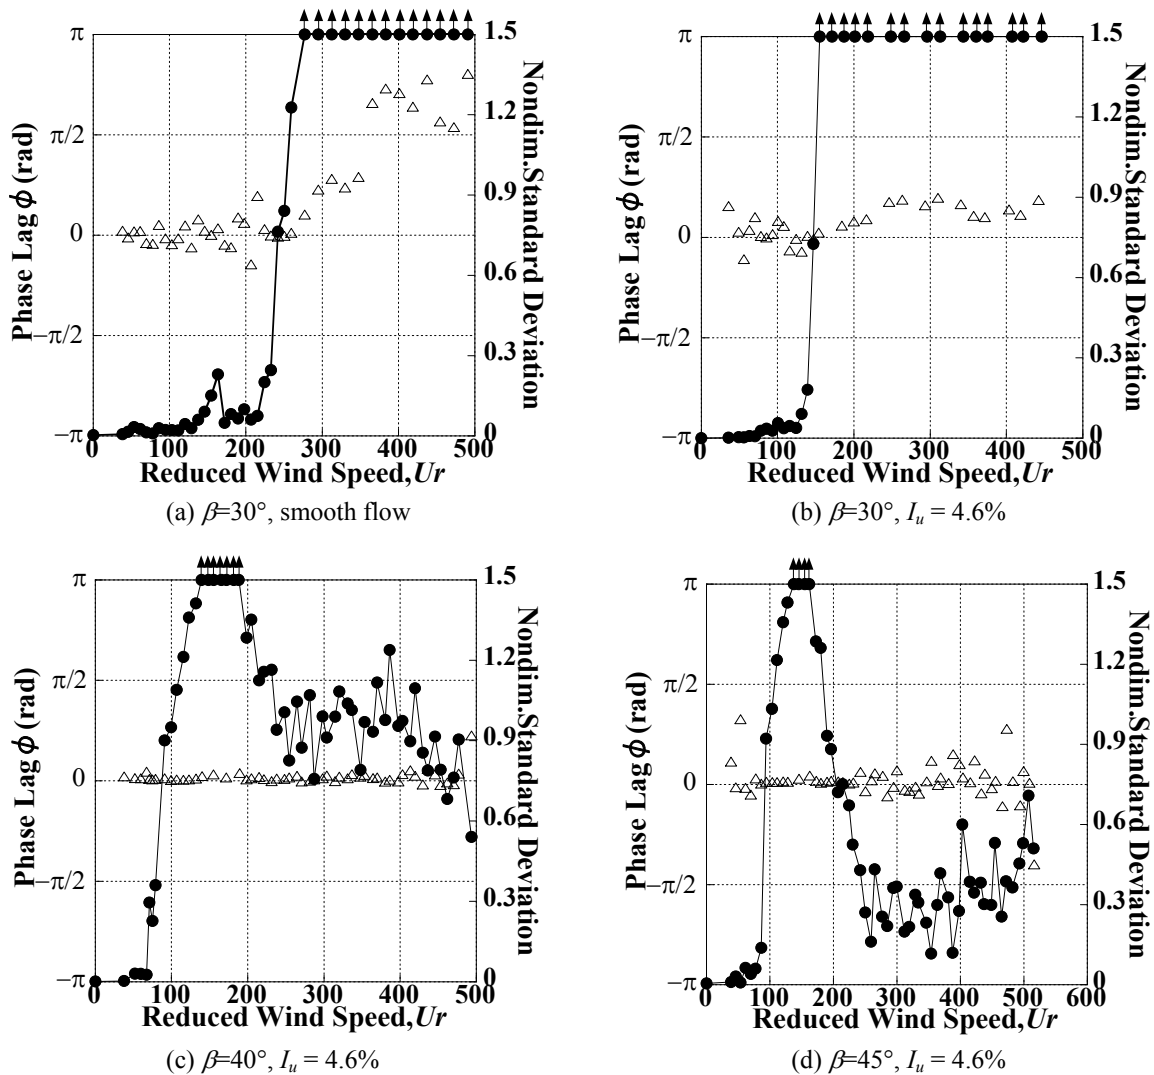 π
π/2
0
−π/2
−π
Phase Lag ϕ (rad)
1.5
1.2
0.9
0.6
0.3
0
Nondim.Standard Deviation
0 100 200 300 400 500
Reduced Wind Speed,Ur
(a) β=30°, smooth flow
π
π/2
0
−π/2
−π
Phase Lag ϕ (rad)
1.5
1.2
0.9
0.6
0.3
0
Nondim.Standard Deviation
0 100 200 300 400 500
Reduced Wind Speed,Ur
(b) β=30°, Iu = 4.6%
π
π/2
0
−π/2
−π
Phase Lag ϕ (rad)
1.5
1.2
0.9
0.6
0.3
0
Nondim.Standard Deviation
0 100 200 300 400 500
Reduced Wind Speed,Ur
(c) β=40°, Iu = 4.6%
π
π/2
0
−π/2
−π
Phase Lag ϕ (rad)
1.5
1.2
0.9
0.6
0.3
0
Nondim.Standard Deviation
0 100 200 300 400 500 600
Reduced Wind Speed,Ur
(d) β=45°, Iu = 4.6%